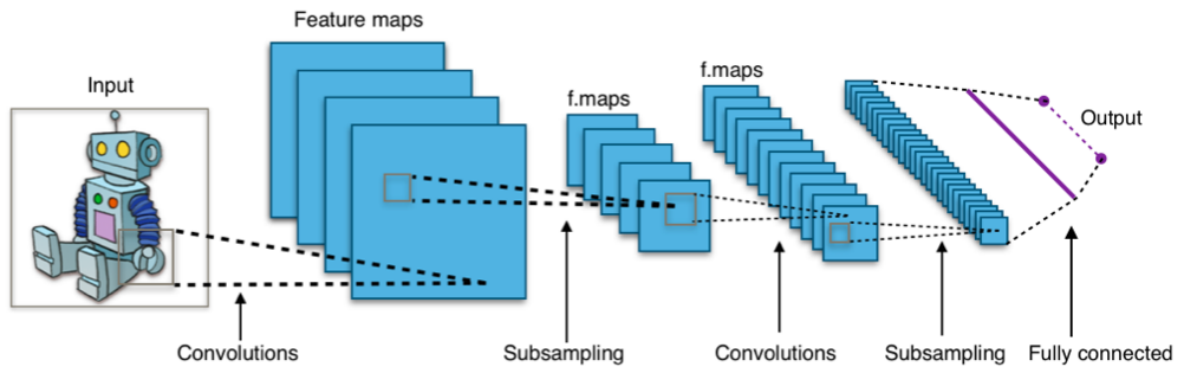 Feature maps
f.maps
Input
f.maps
Output
Convolutions
Subsampling
Convolutions
Subsampling
Fully connected